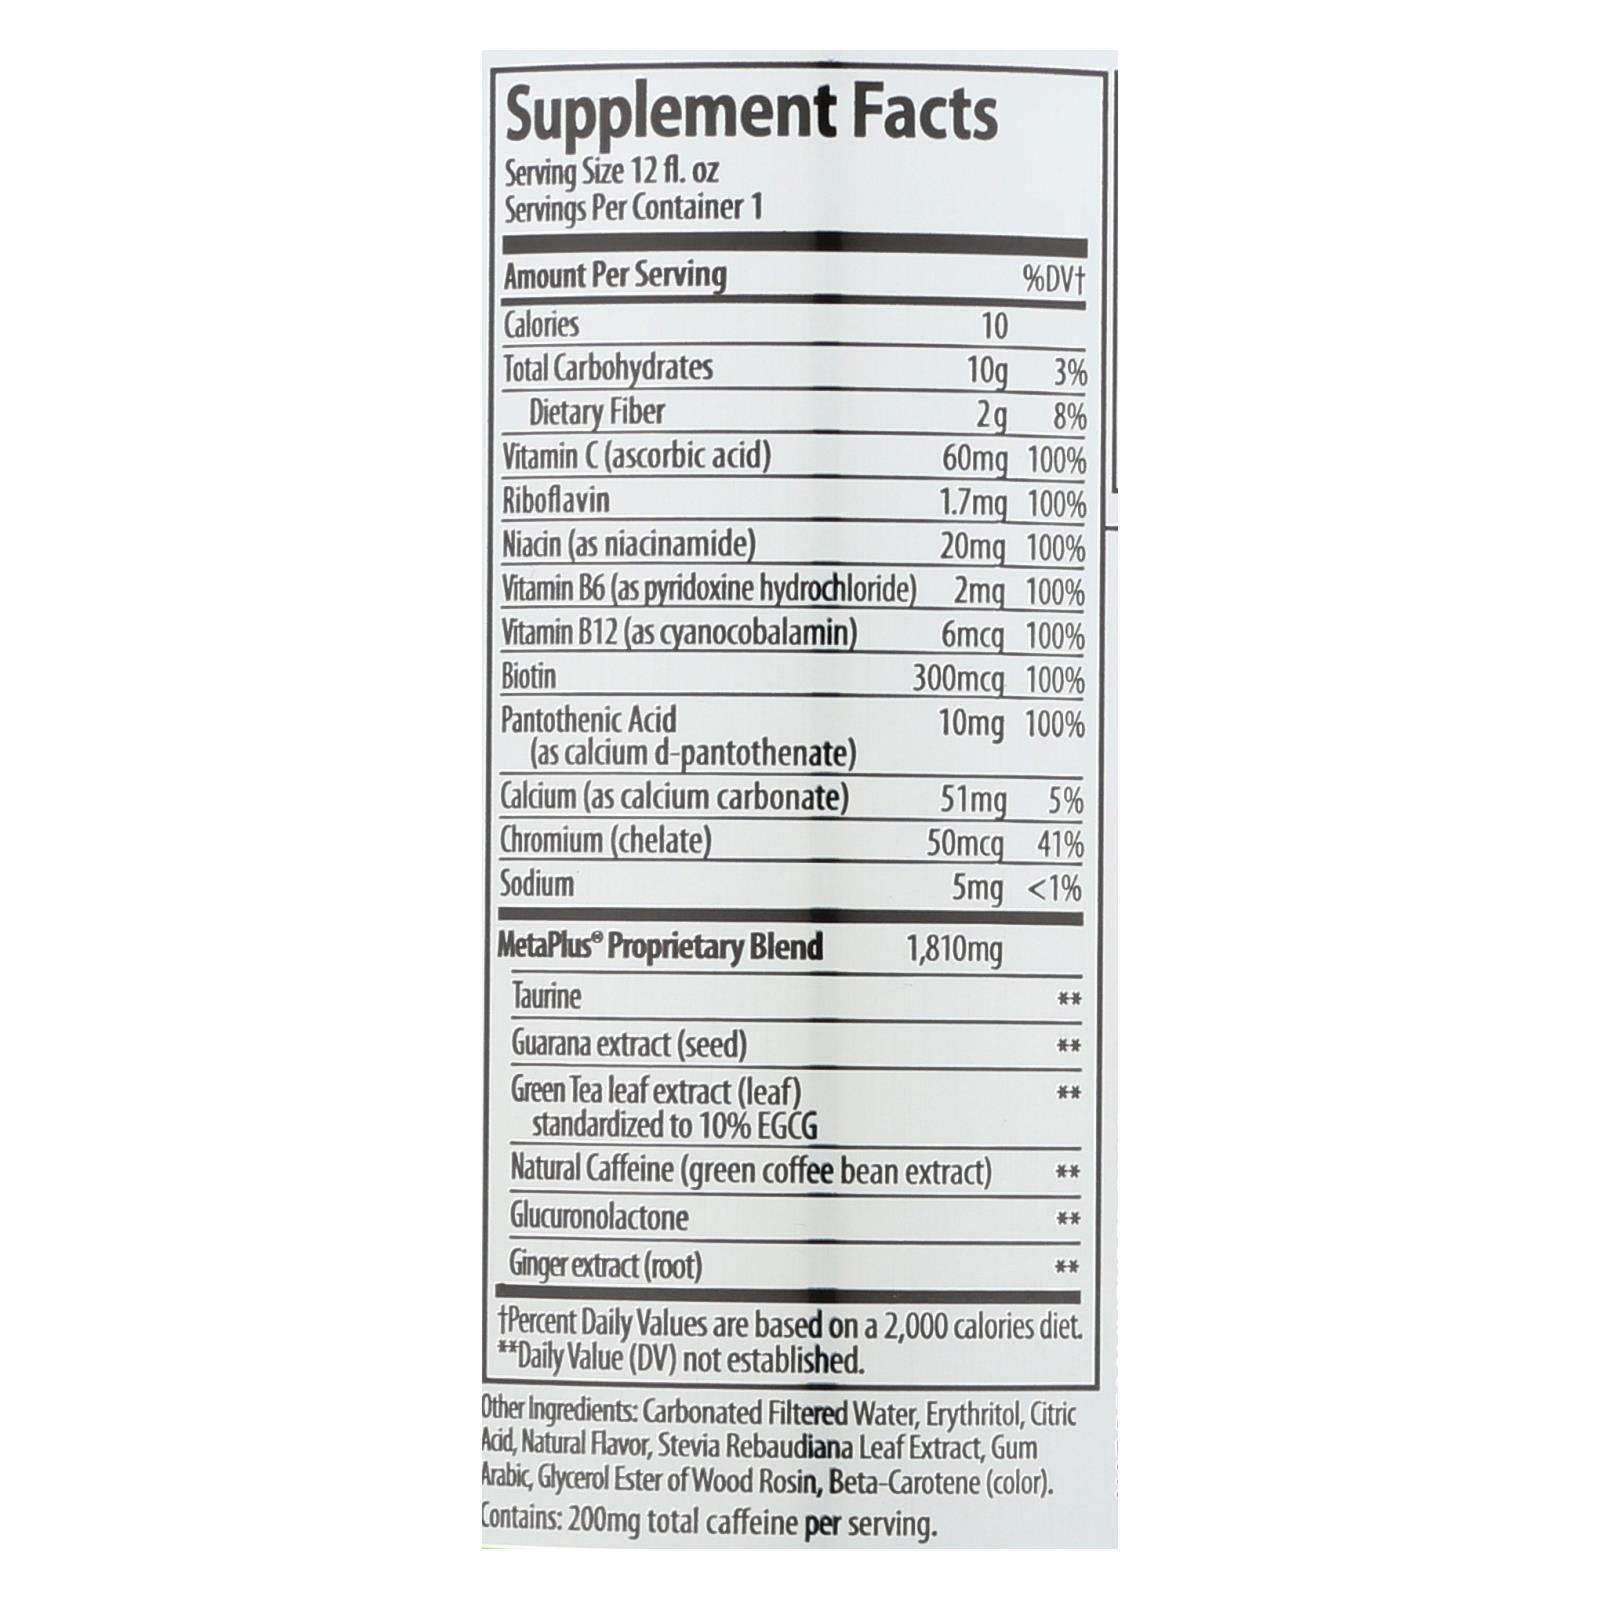 Supplement Facts
Serving Size 12 fl. oz
Servings Per Container 1
Amount Per Serving %DV†
Calories 10
Total Carbohydrates 10g 3%
Dietary Fiber 2g 8%
Vitamin C (ascorbic acid) 60mg 100%
Riboflavin 1.7mg 100%
Niacin (as niacinamide) 20mg 100%
Vitamin B6 (as pyridoxine hydrochloride) 2mg 100%
Vitamin B12 (as cyanocobalamin) 6mcg 100%
Biotin 300mcg 100%
Pantothenic Acid 10mg 100%
(as calcium d-pantothenate)
Calcium (as calcium carbonate) 51mg 5%
Chromium (chelate) 50mcg 41%
Sodium 5mg <1%
MetaPlus® Proprietary Blend 1,810mg
Taurine **
Guarana extract (seed) **
Green Tea leaf extract (leaf) **
standardized to 10% EGCG
Natural Caffeine (green coffee bean extract) **
Glucuronolactone **
Ginger extract (root) **
†Percent Daily Values are based on a 2,000 calories diet.
**Daily Value (DV) not established.
Other Ingredients: Carbonated Filtered Water, Erythritol, Citric
Acid, Natural Flavor, Stevia Rebaudiana Leaf Extract, Gum
Arabic, Glycerol Ester of Wood Rosin, Beta-Carotene (color).
Contains: 200mg total caffeine per serving.